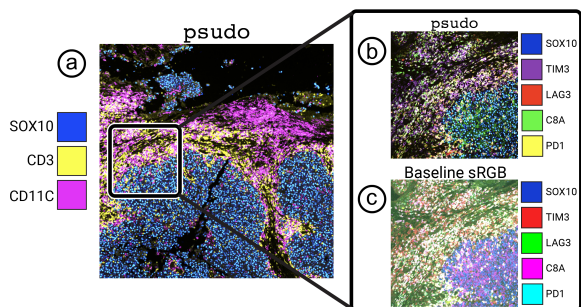 psudo
a
SOX10
CD3
CD11C
psudo
b
SOX10
TIM3
LAG3
C8A
PD1
Baseline sRGB
c
SOX10
TIM3
LAG3
C8A
PD1